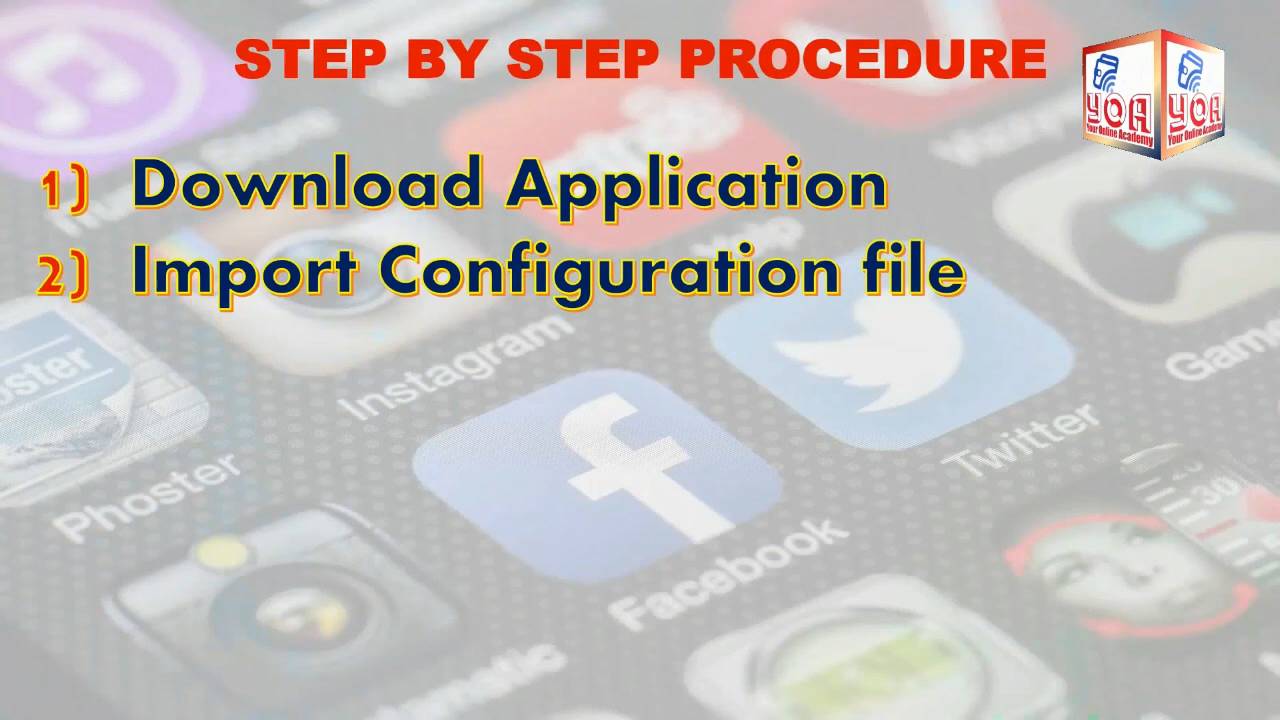 STEP BY STEP PROCEDURE
YOA YOA
Your Online Academy Your Online Academy
1) Download Application
2) Import Configuration file
Instagram
Twitter
Phoster
Facebook
30